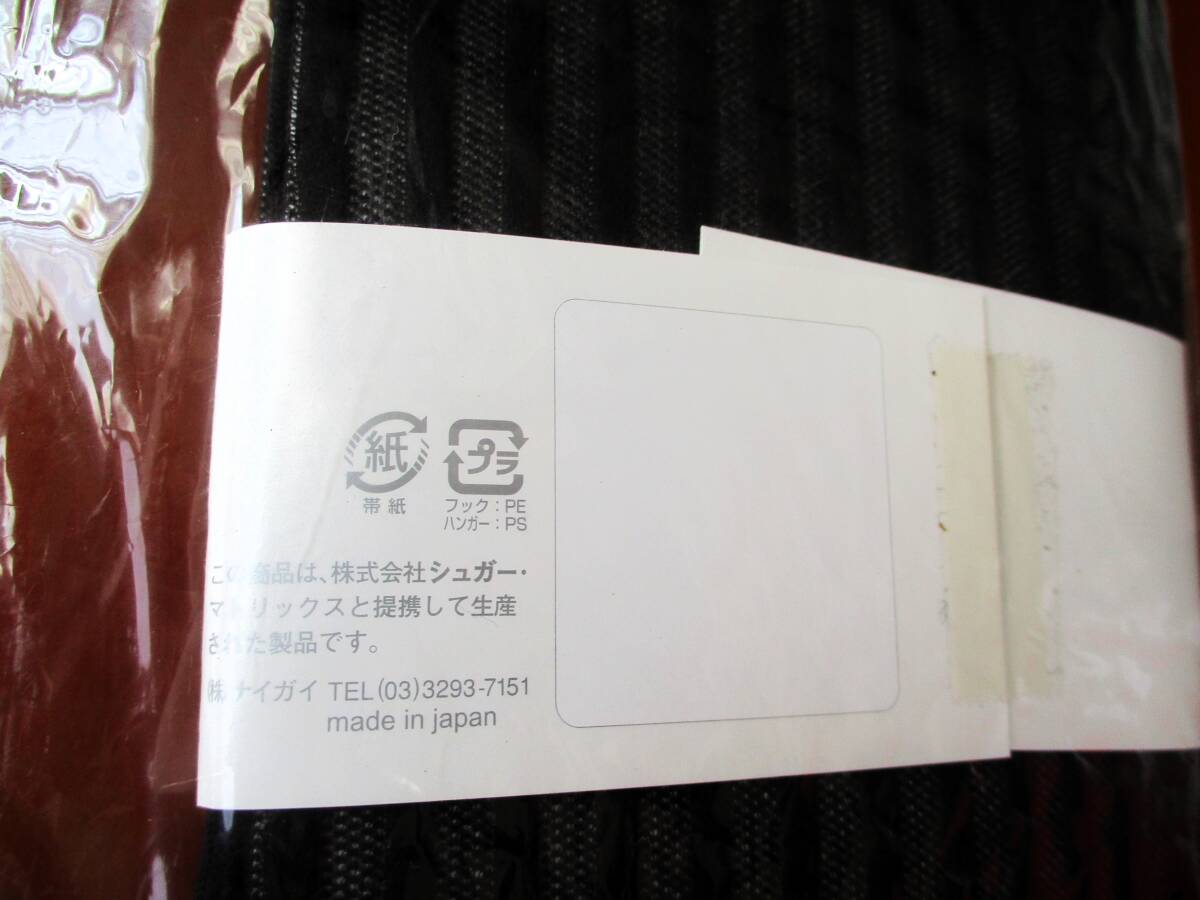 紙
プラ
帯紙
フック：PE
ハンガー：PS
この商品は、株式会社シュガー・
マトリックスと提携して生産
された製品です。
㈱ナイガイ TEL(03)3293-7151
made in japan